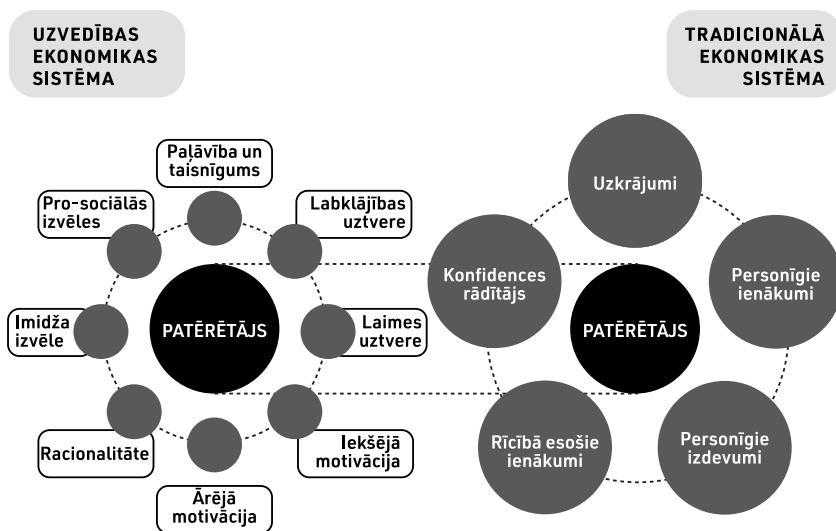 UZVEDĪBAS
EKONOMIKAS
SISTĒMA
TRADICIONĀLĀ
EKONOMIKAS
SISTĒMA
Paļāvība un
taisnīgums
Pro-sociālās
izvēles
Labklājības
uztvere
Imidža
izvēle
PATĒRĒTĀJS
Laimes
uztvere
Racionalitāte
Iekšējā
motivācija
Ārējā
motivācija
Uzkrājumi
Konfidences
rādītājs
Personīgie
ienākumi
PATĒRĒTĀJS
Rīcībā esošie
ienākumi
Personīgie
izdevumi